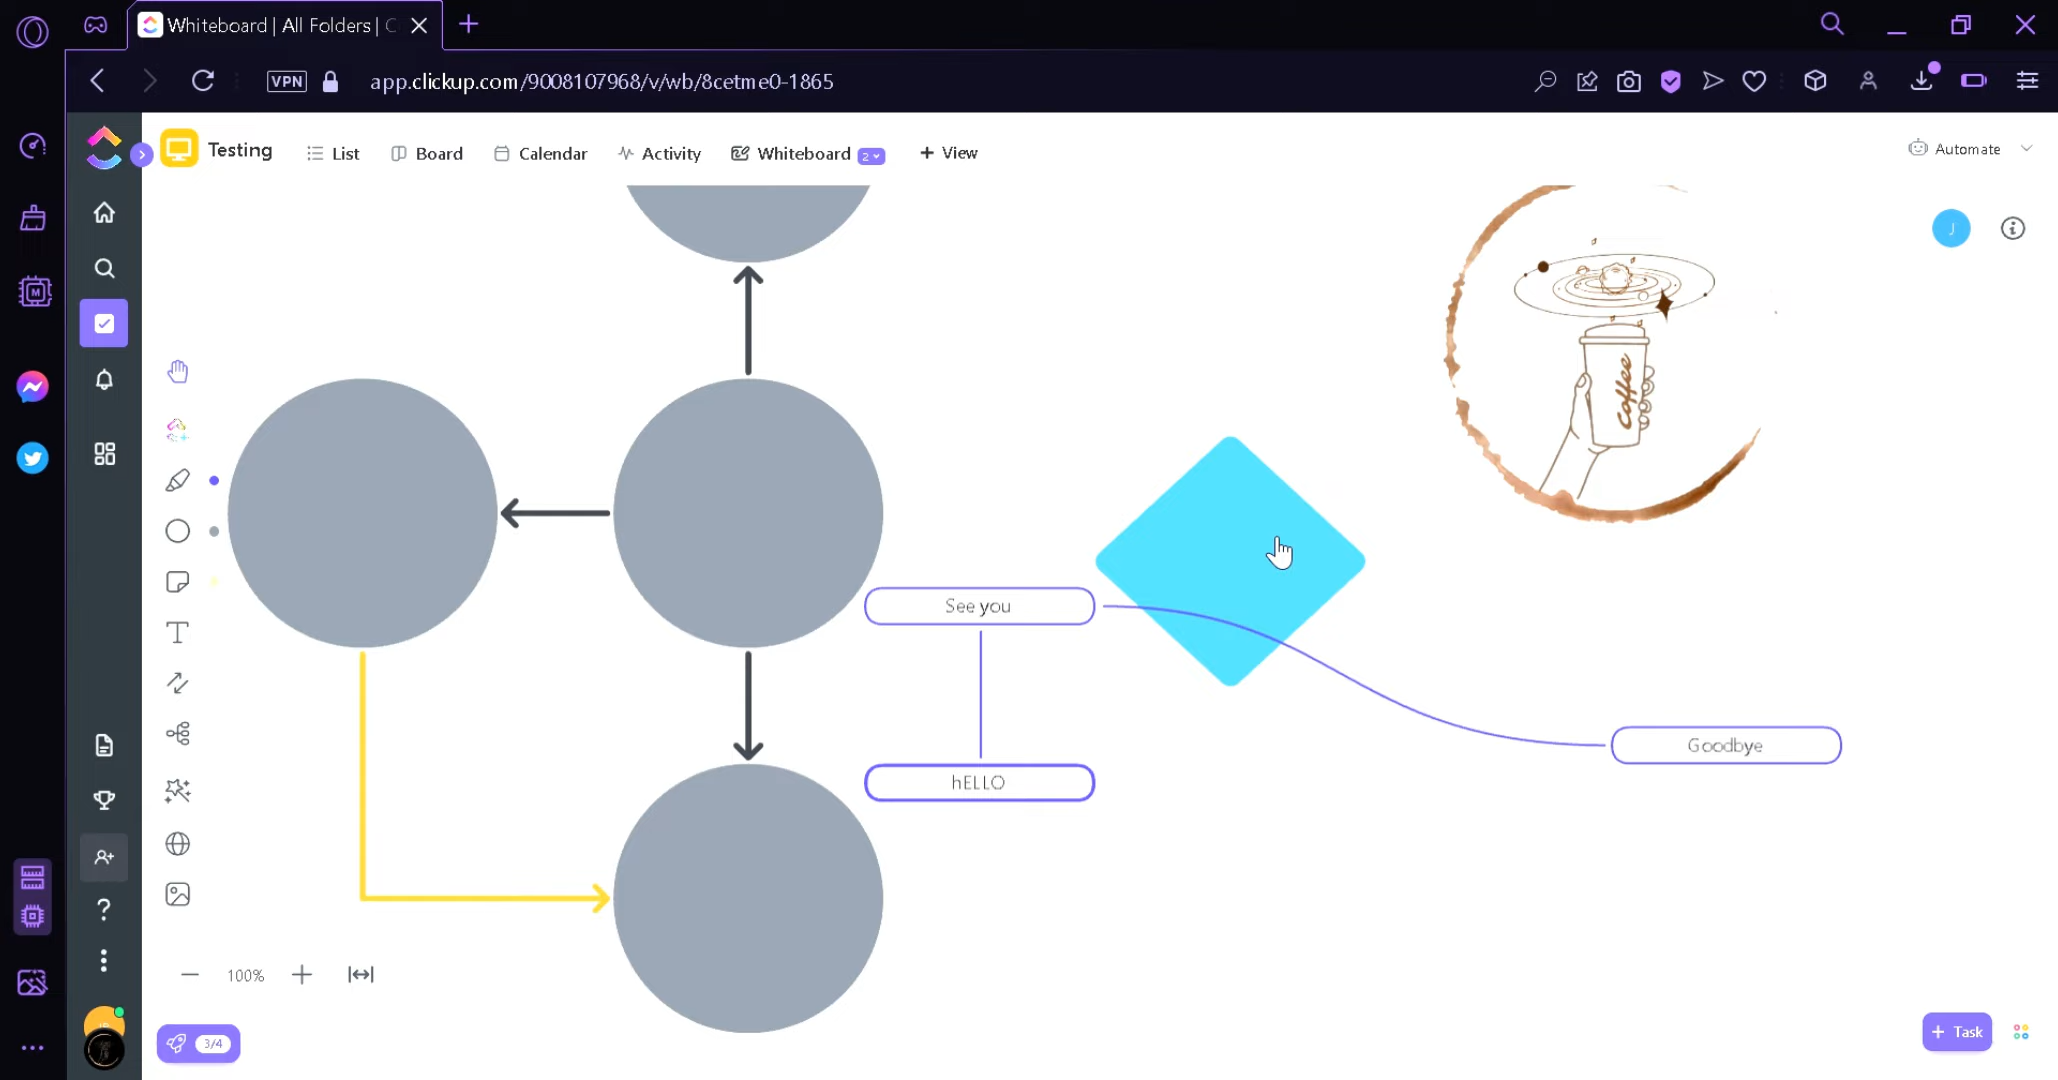 Whiteboard | All Folders | C
VPN
app.clickup.com/9008107968/v/wb/8cetme0-1865
Testing
List
Board
Calendar
Activity
Whiteboard
2
+ View
Automate
J
M
coffee
See you
Goodbye
hELLO
100%
3/4
+ Task